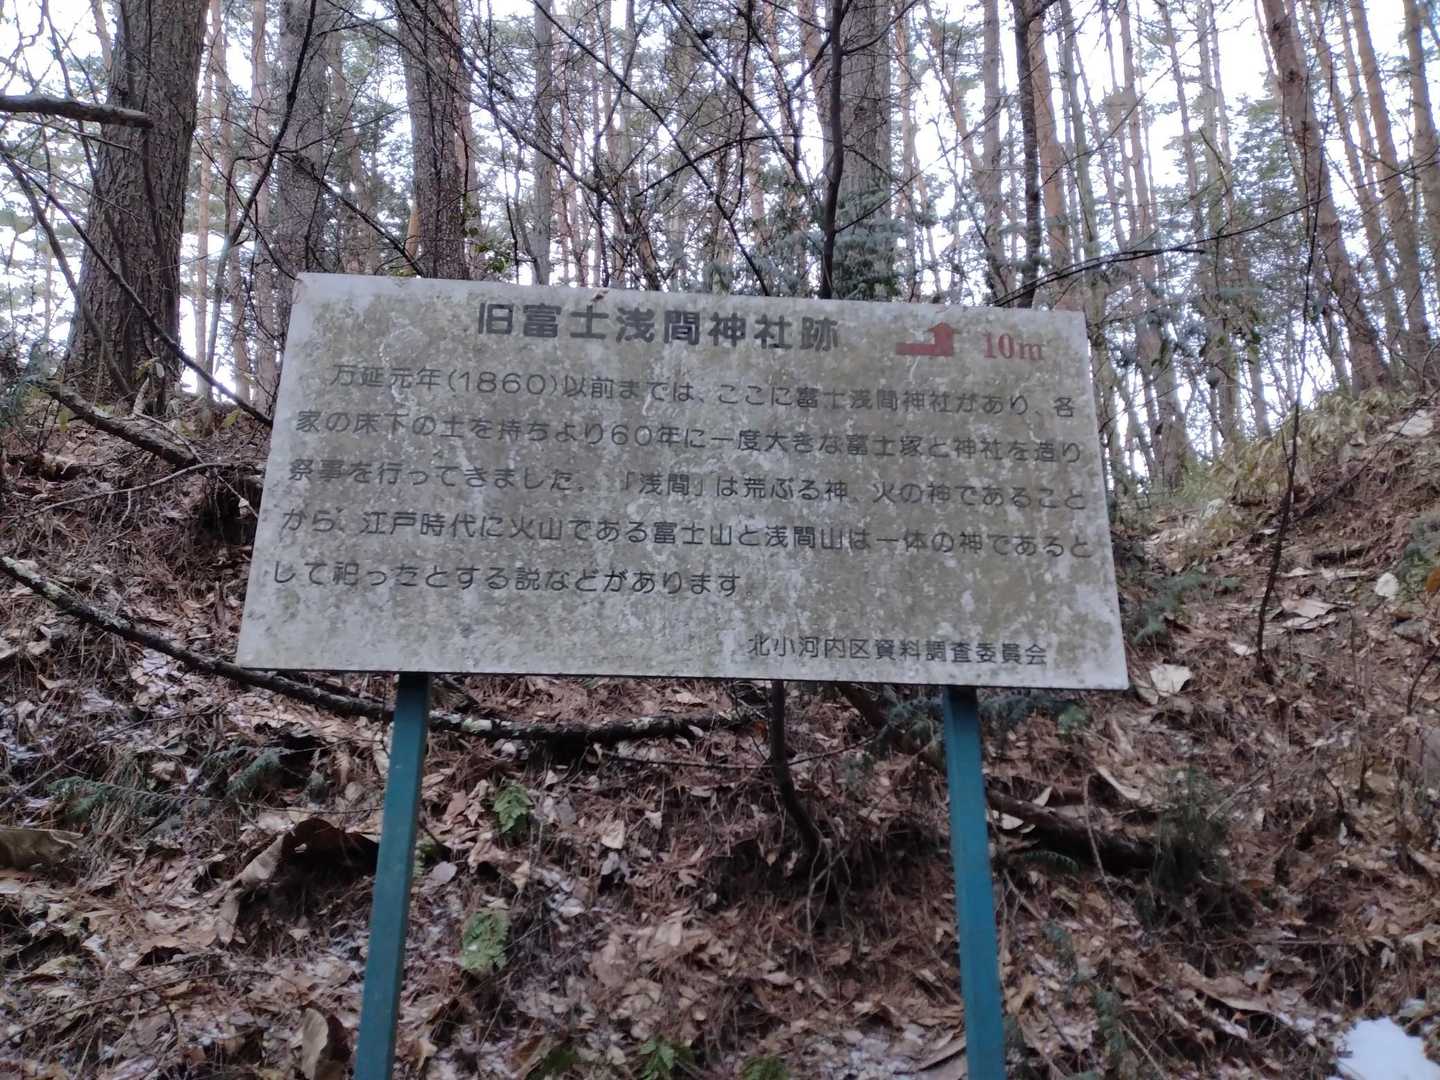 旧富士浅間神社跡 10m
万延元年(1860)以前までは、ここに富士浅間神社があり、各
家の床下の土を持ちより60年に一度大きな富士塚と神社を造り
祭事を行ってきました。「浅間」は荒ぶる神、火の神であること
から、江戸時代に火山である富士山と浅間山は一体の神であると
して祀ったとする説などがあります。
北小河内区資料調査委員会